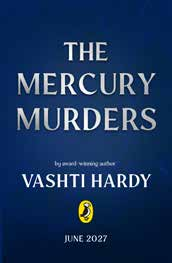 THE
MERCURY
MURDERS
by award-winning author
VASHTI HARDY
JUNE 2027